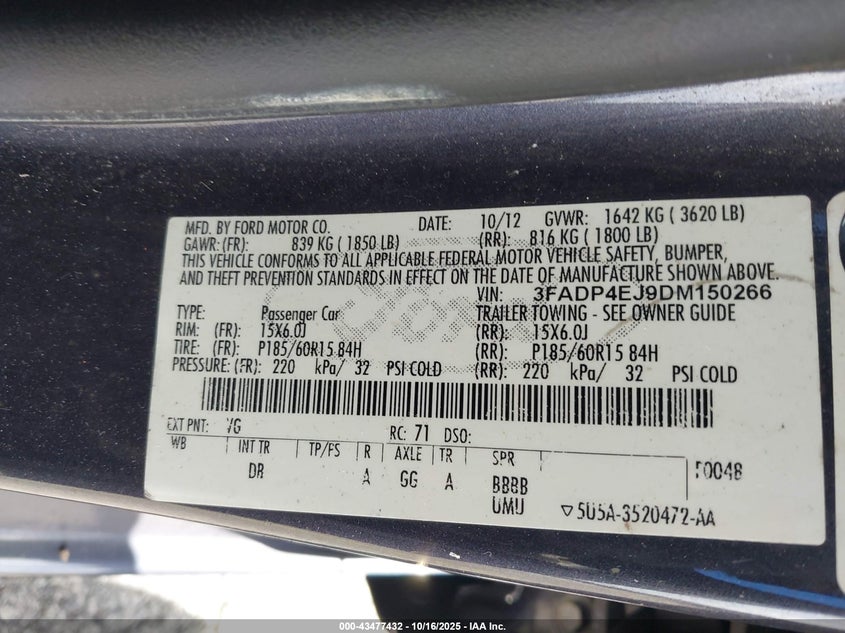 MFD. BY FORD MOTOR CO. DATE: 10/12 GVWR: 1642 KG ( 3620 LB)
GAWR: (FR): 839 KG ( 1850 LB) (RR): 816 KG ( 1800 LB)
THIS VEHICLE CONFORMS TO ALL APPLICABLE FEDERAL MOTOR VEHICLE SAFETY, BUMPER,
AND THEFT PREVENTION STANDARDS IN EFFECT ON THE DATE OF MANUFACTURE SHOWN ABOVE.
VIN: 3FADP4EJ9DM150266
TYPE: Passenger Car TRAILER TOWING - SEE OWNER GUIDE
RIM: (FR): 15X6.0J (RR): 15X6.0J
TIRE: (FR): P185/60R15 84H (RR): P185/60R15 84H
PRESSURE: (FR): 220 kPa/ 32 PSI COLD (RR): 220 kPa/ 32 PSI COLD
EXT PNT: RC: 71 DSO:
WB INT TR TP/FS R AXLE TR SPR
DR A GG A BBBB
UMU ▽5U5A-3520472-AA
000-43477432 - 10/16/2025 - IAA Inc.